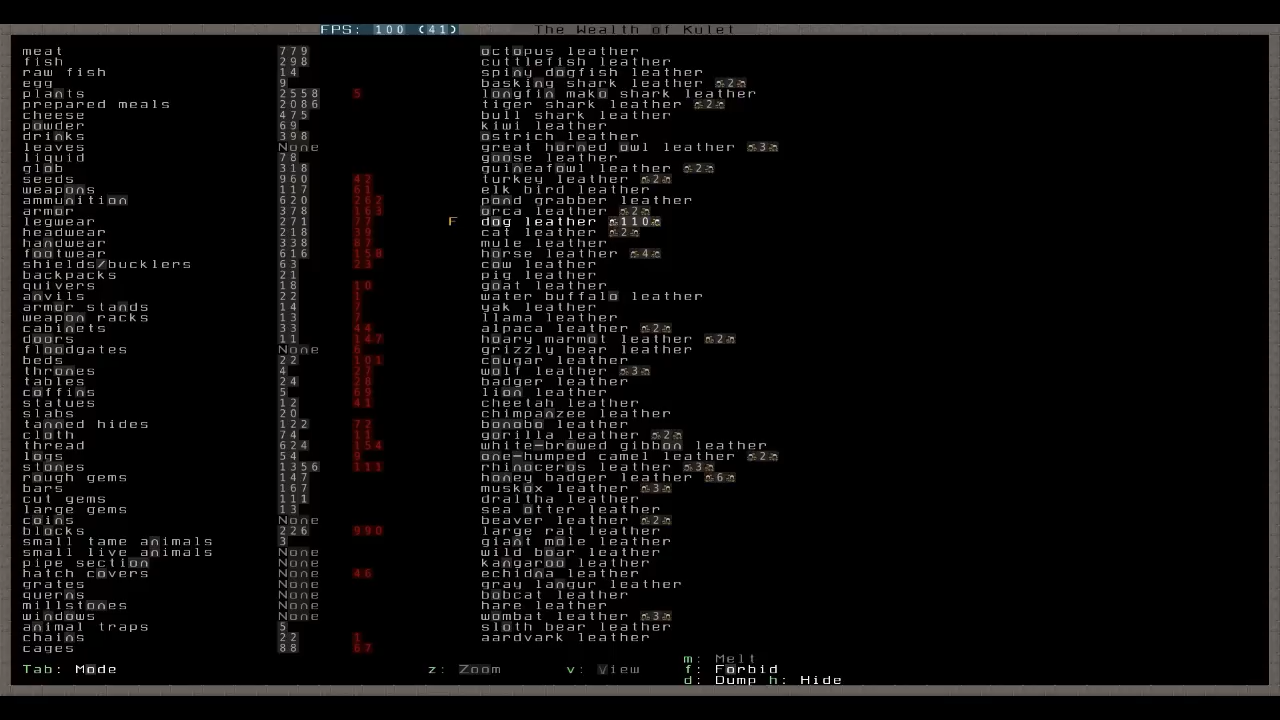 FPS: 100 (41) The Wealth of Kulet
meat 779 octopus leather
fish 298 cuttlefish leather
raw fish 14 spiny dogfish leather
egg 9 basking shark leather 2
plants 2558 5 longfin mako shark leather
prepared meals 2086 tiger shark leather 2
cheese 475 bull shark leather
powder 69 kiwi leather
drinks 398 ostrich leather
leaves None great horned owl leather 3
liquid 78 goose leather
glob 318 guineafowl leather 2
seeds 960 42 turkey leather 2
weapons 117 61 elk bird leather
ammunition 620 262 pond grabber leather
armor 378 163 orca leather 2
legwear 271 77 F dog leather 110
headwear 218 39 cat leather 2
handwear 338 87 mule leather
footwear 616 158 horse leather 4
shields/bucklers 63 23 cow leather
backpacks 21 pig leather
quivers 18 10 goat leather
anvils 22 1 water buffalo leather
armor stands 14 7 yak leather
weapon racks 13 7 llama leather
cabinets 33 44 alpaca leather 2
doors 11 147 hoary marmot leather 2
floodgates None 6 grizzly bear leather
beds 22 101 cougar leather
thrones 4 27 wolf leather 3
tables 24 28 badger leather
coffins 5 69 lion leather
statues 12 41 cheetah leather
slabs 20 chimpanzee leather
tanned hides 122 72 bonobo leather
cloth 74 11 gorilla leather 2
thread 624 154 white-browed gibbon leather
logs 54 9 one-humped camel leather 2
stones 1356 111 rhinoceros leather 3
rough gems 147 honey badger leather 6
bars 167 muskox leather 3
cut gems 111 draltha leather
large gems 13 sea otter leather
coins None beaver leather 2
blocks 226 990 large rat leather
small tame animals 3 giant mole leather
small live animals None wild boar leather
pipe section None kangaroo leather
hatch covers None 46 echidna leather
grates None gray langur leather
querns None bobcat leather
millstones None hare leather
windows None wombat leather 3
animal traps 5 sloth bear leather
chains 22 1 aardvark leather
cages 88 67
m: Melt
Tab: Mode z: Zoom v: View f: Forbid
d: Dump h: Hide